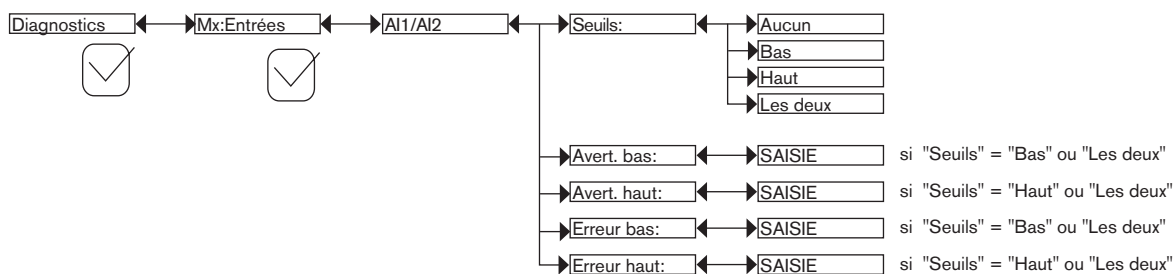 Diagnostics Mx:Entrées AI1/AI2 Seuils: Aucun
Bas
Haut
Les deux
Avert. bas: SAISIE si "Seuils" = "Bas" ou "Les deux"
Avert. haut: SAISIE si "Seuils" = "Haut" ou "Les deux"
Erreur bas: SAISIE si "Seuils" = "Bas" ou "Les deux"
Erreur haut: SAISIE si "Seuils" = "Haut" ou "Les deux"